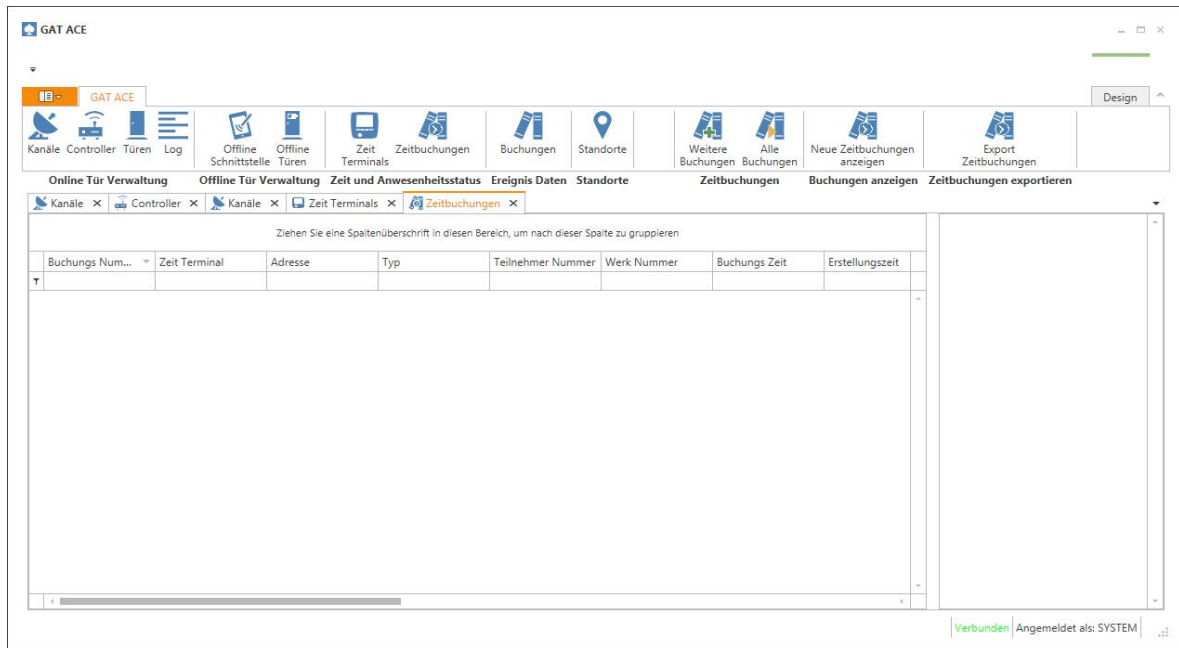 GAT ACE
GAT ACE
Design
Kanäle Controller Türen Log Offline Schnittstelle Offline Türen Zeit Terminals Zeitbuchungen Buchungen Standorte Weitere Buchungen Alle Buchungen Neue Zeitbuchungen anzeigen Export Zeitbuchungen
Online Tür Verwaltung Offline Tür Verwaltung Zeit und Anwesenheitsstatus Ereignis Daten Standorte Zeitbuchungen Buchungen anzeigen Zeitbuchungen exportieren
Kanäle Controller Kanäle Zeit Terminals Zeitbuchungen
Ziehen Sie eine Spaltenüberschrift in diesen Bereich, um nach dieser Spalte zu gruppieren
Buchungs Num... Zeit Terminal Adresse Typ Teilnehmer Nummer Werk Nummer Buchungs Zeit Erstellungszeit
Verbunden Angemeldet als: SYSTEM